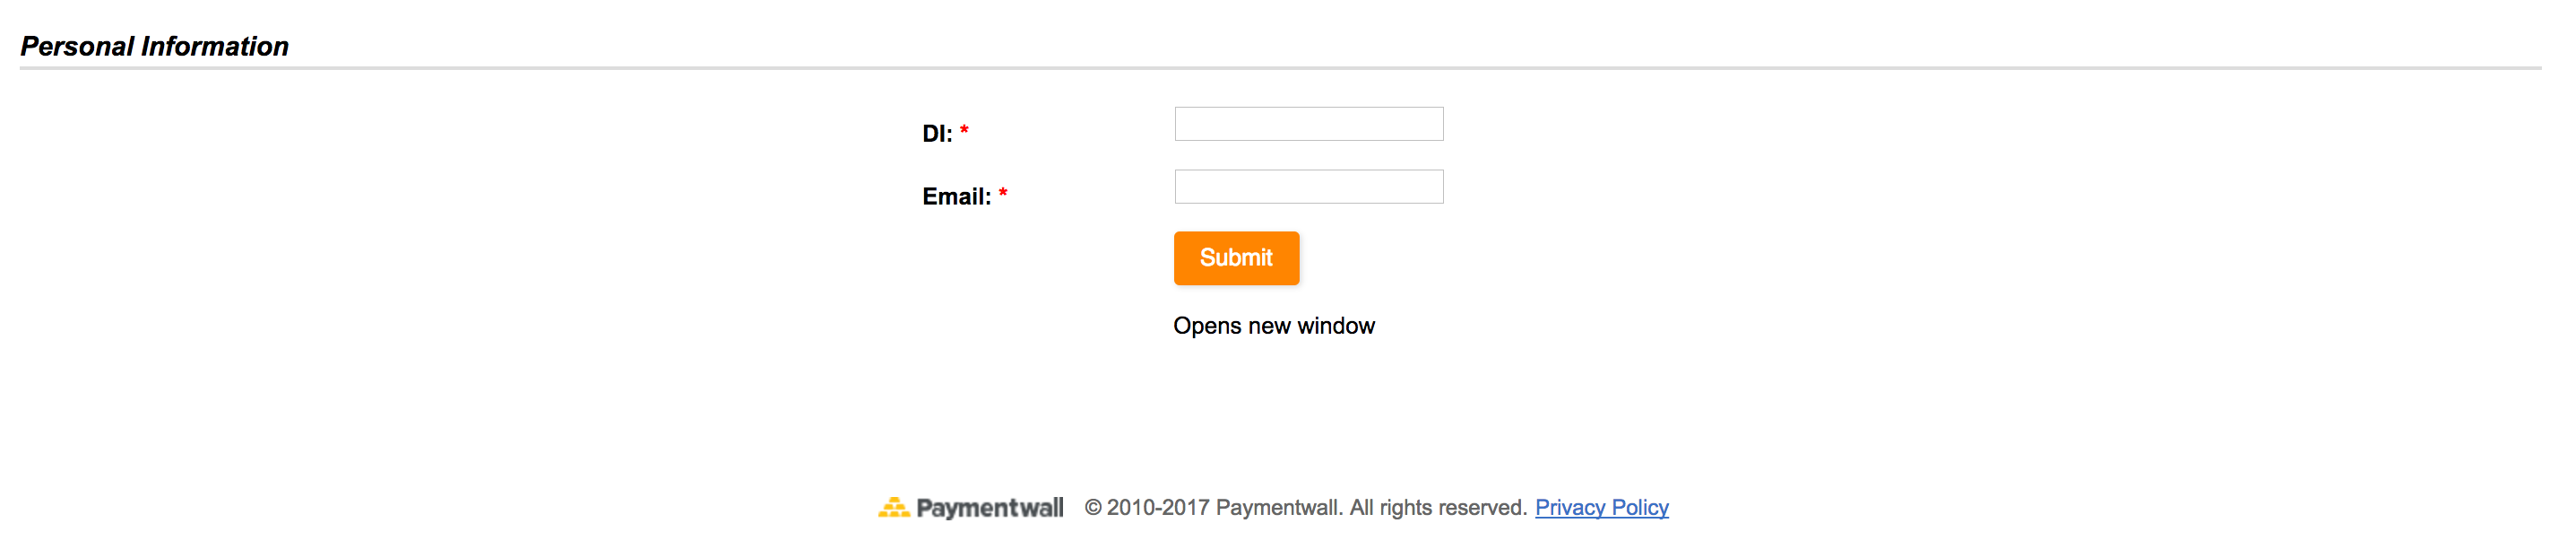 Personal Information
DI: *
Email: *
Submit
Opens new window
Paymentwall © 2010-2017 Paymentwall. All rights reserved. Privacy Policy